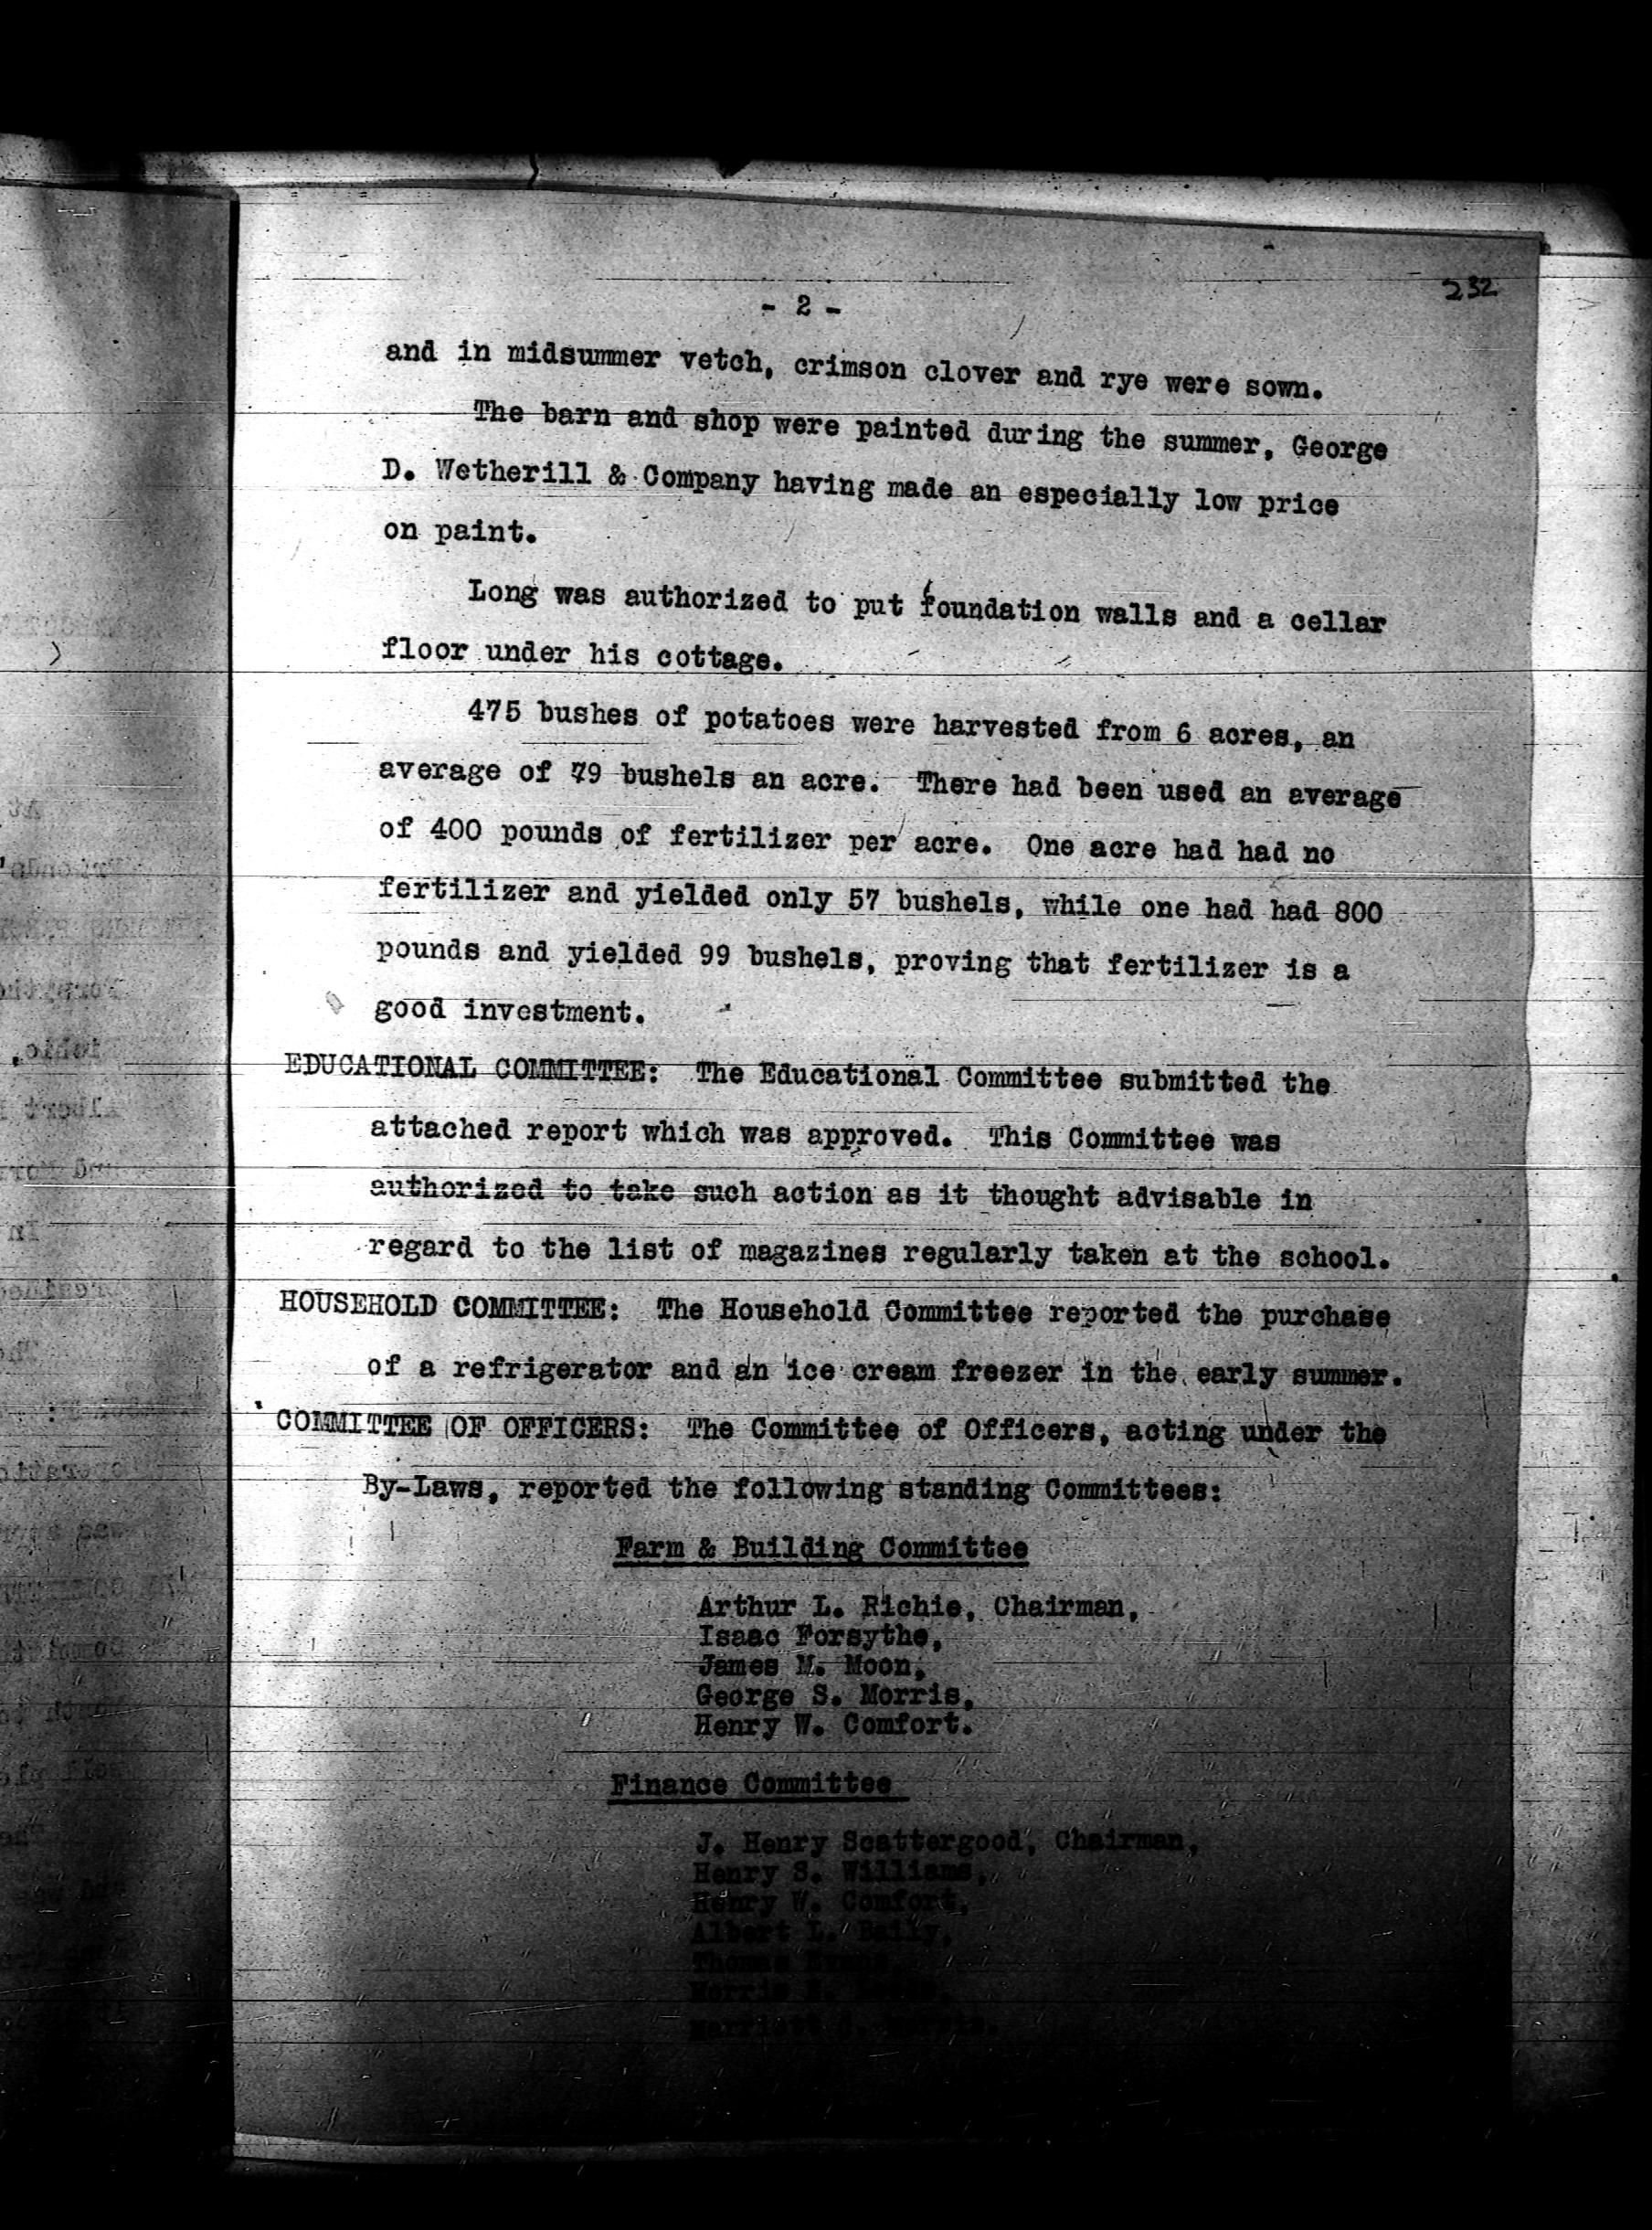 232
- 2 -
and in midsummer vetch, crimson clover and rye were sown.
The barn and shop were painted during the summer, George
D. Wetherill & Company having made an especially low price
on paint.
Long was authorized to put foundation walls and a cellar
floor under his cottage.
475 bushes of potatoes were harvested from 6 acres, an
average of 79 bushels an acre. There had been used an average
of 400 pounds of fertilizer per acre. One acre had had no
fertilizer and yielded only 57 bushels, while one had had 800
pounds and yielded 99 bushels, proving that fertilizer is a
good investment.
EDUCATIONAL COMMITTEE: The Educational Committee submitted the
attached report which was approved. This Committee was
authorized to take such action as it thought advisable in
regard to the list of magazines regularly taken at the school.
HOUSEHOLD COMMITTEE: The Household Committee reported the purchase
of a refrigerator and an ice cream freezer in the early summer.
COMMITTEE OF OFFICERS: The Committee of Officers, acting under the
By-Laws, reported the following standing Committees:
Farm & Building Committee
Arthur L. Richie, Chairman,
Isaac Forsythe,
James M. Moon,
George S. Morris,
Henry W. Comfort.
Finance Committee
J. Henry Scattergood, Chairman,
Henry S. Williams,
Henry W. Comfort,
Albert L. Baily,
Thomas
Morris